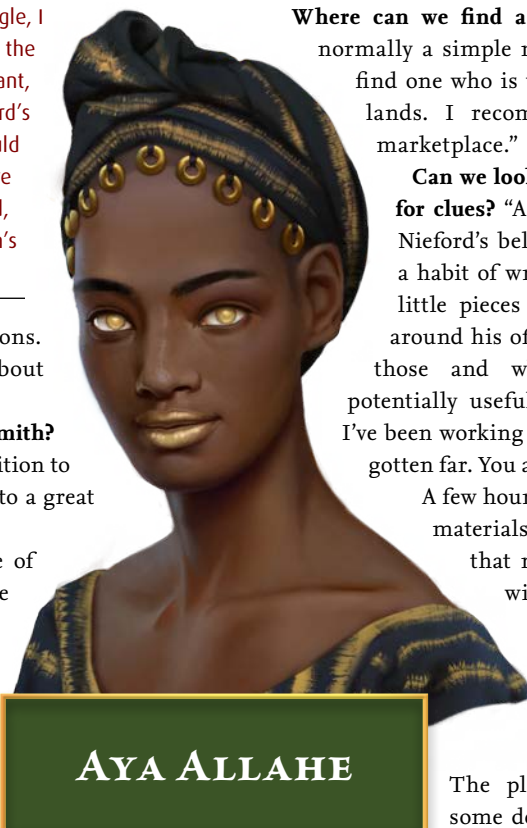 gle, I
the
ant,
rd's
uld
e
l,
n's
ons.
bout
mith?
ition to
to a great
e of
e
Where can we find a
normally a simple
find one who is
lands. I recom
marketplace."
Can we look
for clues? "A
Nieford's bel
a habit of wr
little pieces
around his of
those and w
potentially useful
I've been working
gotten far. You a
A few hour
materials
that
wi
AYA ALLAHE
The pl
some de